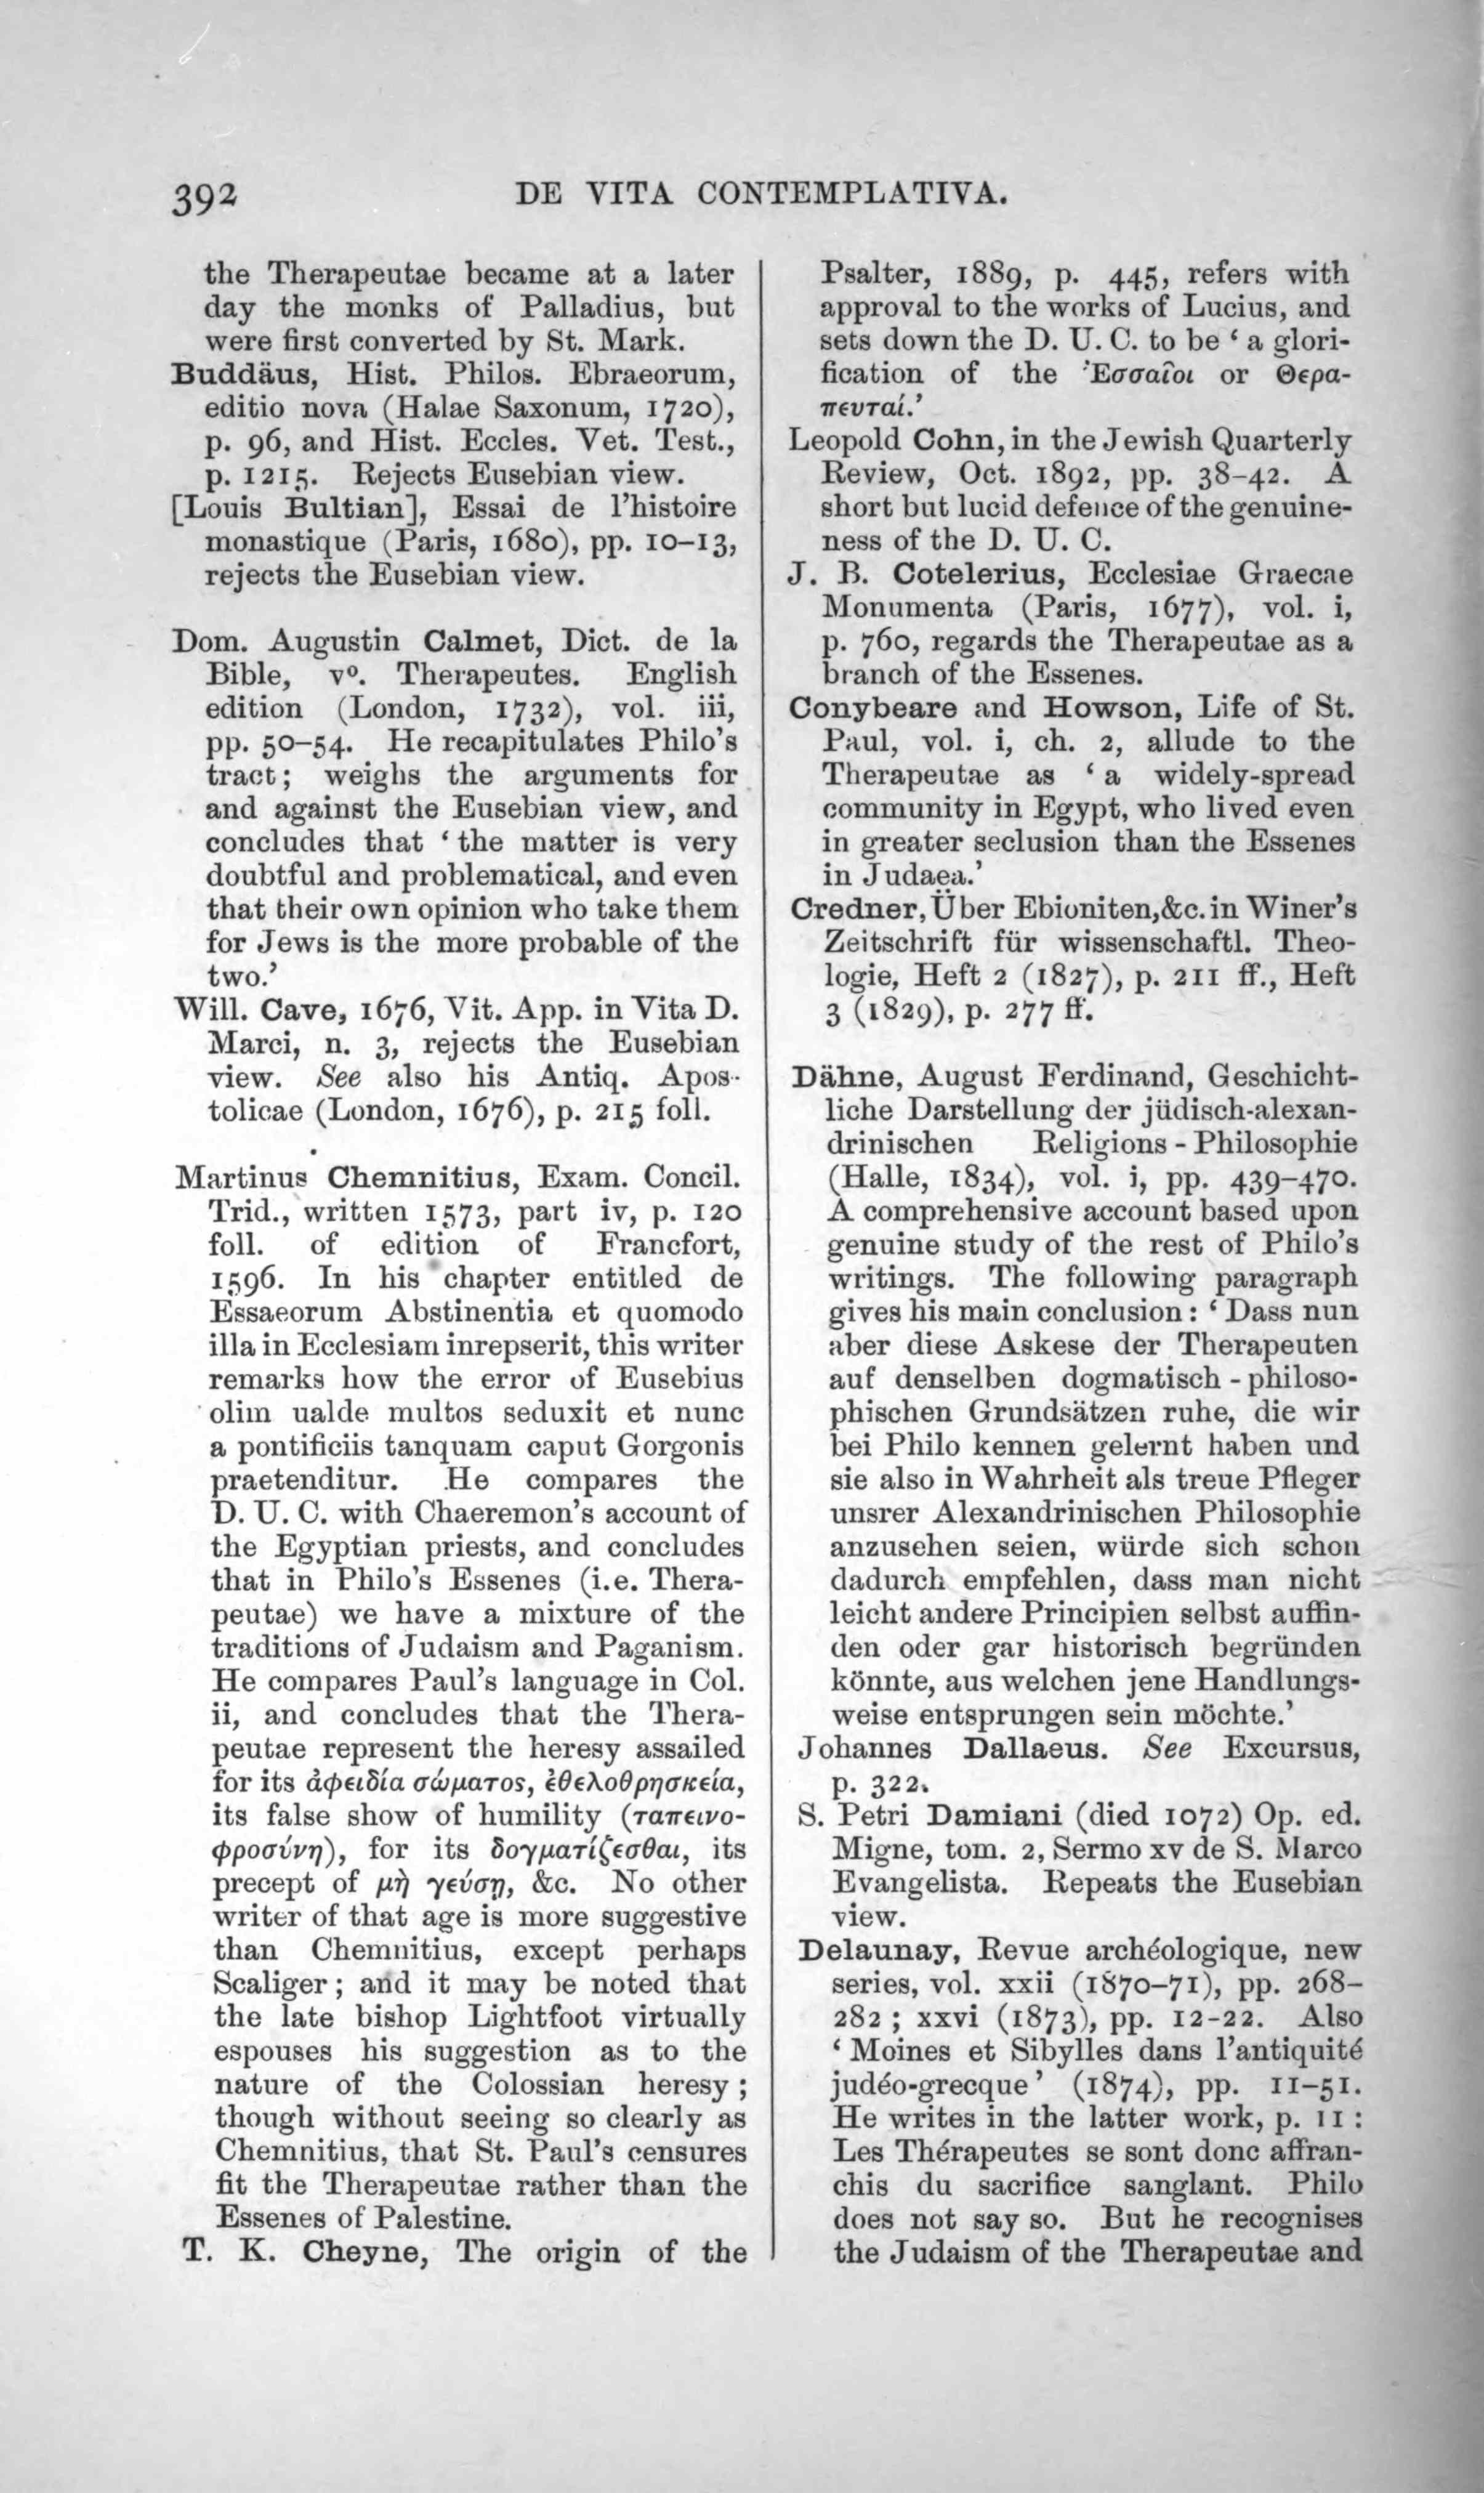 392
DE VITA CONTEMPLATIVA.
the Therapeutae became at a later
day the monks of Palladius, but
were first converted by St. Mark.
Buddäus, Hist. Philos. Ebraeorum,
editio nova (Halae Saxonum, 1720),
p. 96, and Hist. Eccles. Vet. Test.,
p. 1215. Rejects Eusebian view.
[Louis Bultian], Essai de l'histoire
monastique (Paris, 1680), pp. 10–13,
rejects the Eusebian view.
Dom. Augustin Calmet, Dict. de la
Bible, vº. Therapeutes. English
edition (London, 1732), vol. iii,
pp. 50–54. He recapitulates Philo's
tract; weighs the arguments for
and against the Eusebian view, and
concludes that ‘the matter is very
doubtful and problematical, and even
that their own opinion who take them
for Jews is the more probable of the
two.’
Will. Cave, 1676, Vit. App. in Vita D.
Marci, n. 3, rejects the Eusebian
view. See also his Antiq. Apos-
tolicae (London, 1676), p. 215 foll.
Martinus Chemnitius, Exam. Concil.
Trid., written 1573, part iv, p. 120
foll. of edition of Francfort,
1596. In his chapter entitled de
Essaeorum Abstinentia et quomodo
illa in Ecclesiam inrepserit, this writer
remarks how the error of Eusebius
olim ualde multos seduxit et nunc
a pontificiis tanquam caput Gorgonis
praetenditur. He compares the
D. U. C. with Chaeremon's account of
the Egyptian priests, and concludes
that in Philo's Essenes (i.e. Thera-
peutae) we have a mixture of the
traditions of Judaism and Paganism.
He compares Paul's language in Col.
ii, and concludes that the Thera-
peutae represent the heresy assailed
for its ἀφειδία σώματος, ἐθελοθρησκεία,
its false show of humility (ταπεινο-
φροσύνη), for its δογματίζεσθαι, its
precept of μὴ γεύσῃ, &c. No other
writer of that age is more suggestive
than Chemnitius, except perhaps
Scaliger; and it may be noted that
the late bishop Lightfoot virtually
espouses his suggestion as to the
nature of the Colossian heresy;
though without seeing so clearly as
Chemnitius, that St. Paul's censures
fit the Therapeutae rather than the
Essenes of Palestine.
T. K. Cheyne, The origin of the
Psalter, 1889, p. 445, refers with
approval to the works of Lucius, and
sets down the D. U. C. to be ‘a glori-
fication of the Ἐσσαῖοι or Θερα-
πευταί.’
Leopold Cohn, in the Jewish Quarterly
Review, Oct. 1892, pp. 38–42. A
short but lucid defence of the genuine-
ness of the D. U. C.
J. B. Cotelerius, Ecclesiae Graecae
Monumenta (Paris, 1677), vol. i,
p. 760, regards the Therapeutae as a
branch of the Essenes.
Conybeare and Howson, Life of St.
Paul, vol. i, ch. 2, allude to the
Therapeutae as ‘a widely-spread
community in Egypt, who lived even
in greater seclusion than the Essenes
in Judaea.’
Credner, Über Ebioniten, &c. in Winer's
Zeitschrift für wissenschaftl. Theo-
logie, Heft 2 (1827), p. 211 ff., Heft
3 (1829), p. 277 ff.
Dähne, August Ferdinand, Geschicht-
liche Darstellung der jüdisch-alexan-
drinischen Religions-Philosophie
(Halle, 1834), vol. i, pp. 439–470.
A comprehensive account based upon
genuine study of the rest of Philo's
writings. The following paragraph
gives his main conclusion: ‘Dass nun
aber diese Askese der Therapeuten
auf denselben dogmatisch-philoso-
phischen Grundsätzen ruhe, die wir
bei Philo kennen gelernt haben und
sie also in Wahrheit als treue Pfleger
unsrer Alexandrinischen Philosophie
anzusehen seien, würde sich schon
dadurch empfehlen, dass man nicht
leicht andere Principien selbst auffin-
den oder gar historisch begründen
könnte, aus welchen jene Handlungs-
weise entsprungen sein möchte.’
Johannes Dallaeus. See Excursus,
p. 322.
S. Petri Damiani (died 1072) Op. ed.
Migne, tom. 2, Sermo xv de S. Marco
Evangelista. Repeats the Eusebian
view.
Delaunay, Revue archéologique, new
series, vol. xxii (1870–71), pp. 268–
282; xxvi (1873), pp. 12–22. Also
‘Moines et Sibylles dans l'antiquité
judéo-grecque’ (1874), pp. 11–51.
He writes in the latter work, p. 11:
Les Thérapeutes se sont donc affran-
chis du sacrifice sanglant. Philo
does not say so. But he recognises
the Judaism of the Therapeutae and